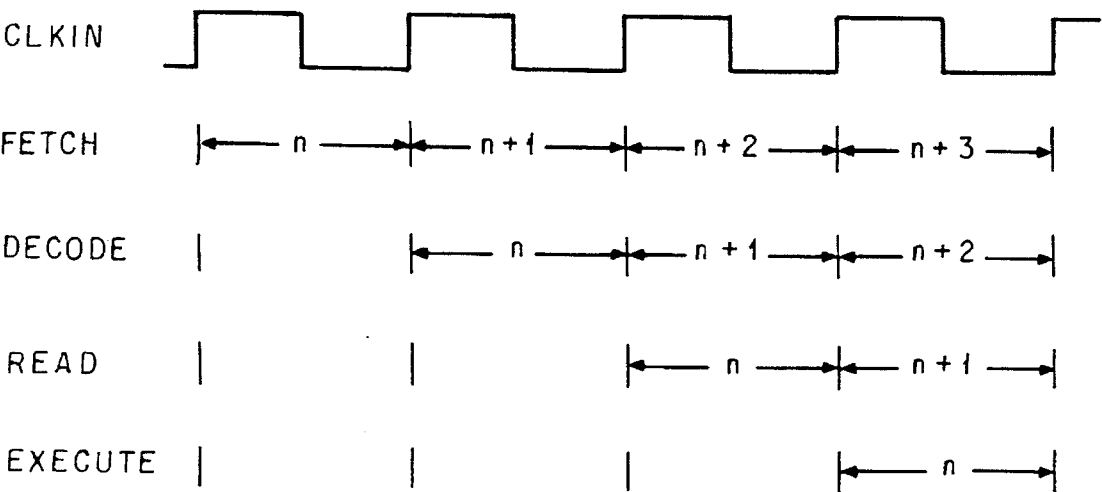 CLKIN
FETCH n n+1 n+2 n+3
DECODE n n+1 n+2
READ n n+1
EXECUTE n